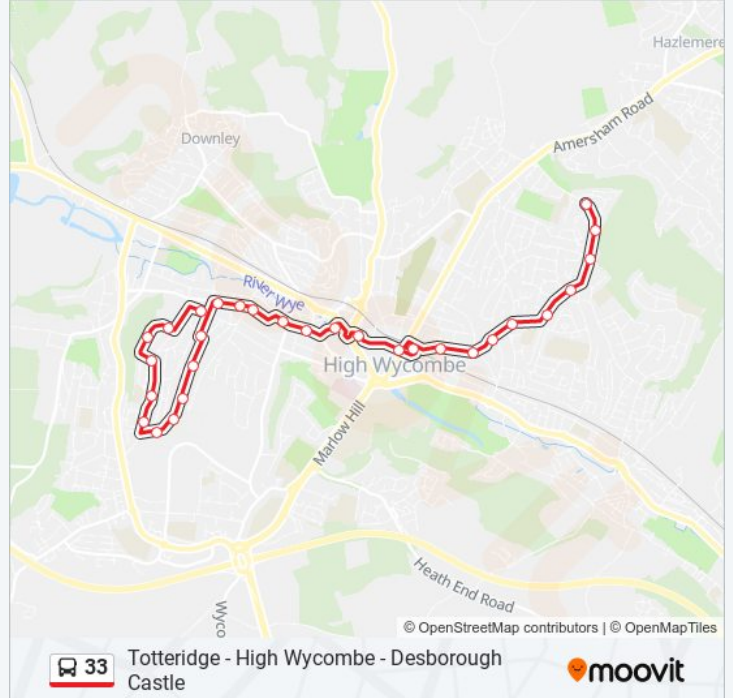 Hazlemere
Amersham Road
Downley
River Wye
High Wycombe
Marlow Hill
Heath End Road
Wyco
© OpenStreetMap contributors | © OpenMapTiles
33
Totteridge - High Wycombe - Desborough
Castle
moovit